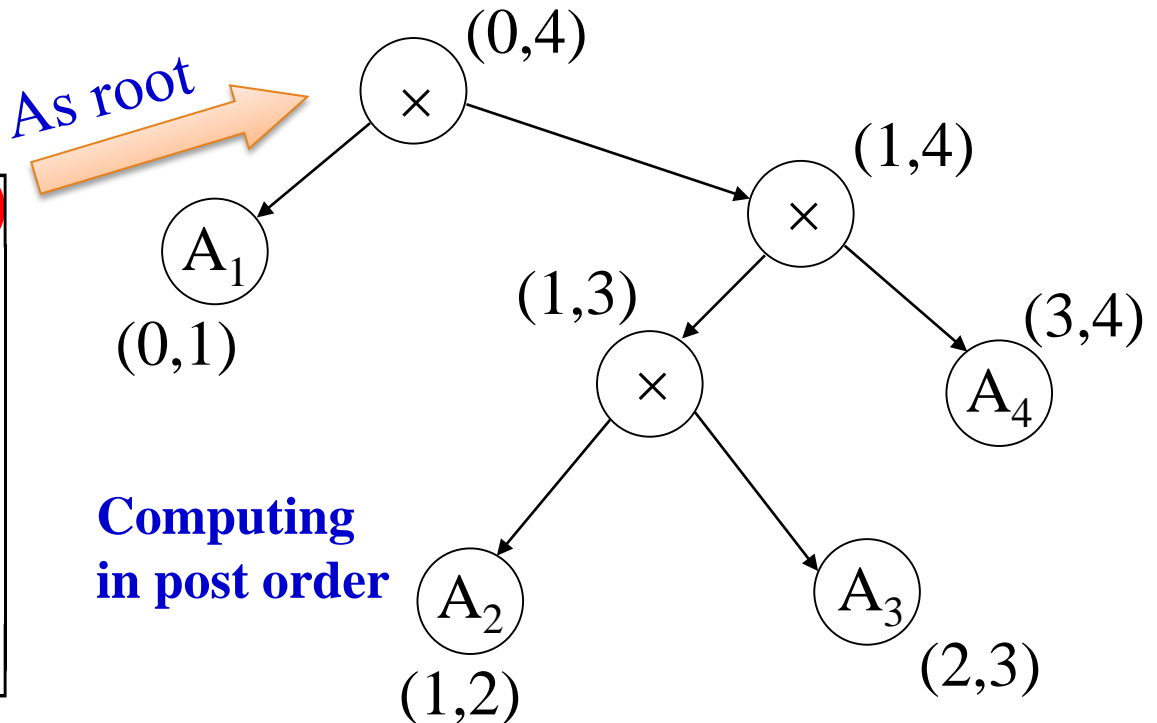 (0,4)
As root
×
(1,4)
×
A₁
(1,3)
(3,4)
(0,1)
×
A₄
Computing
in post order
A₂
A₃
(1,2)
(2,3)